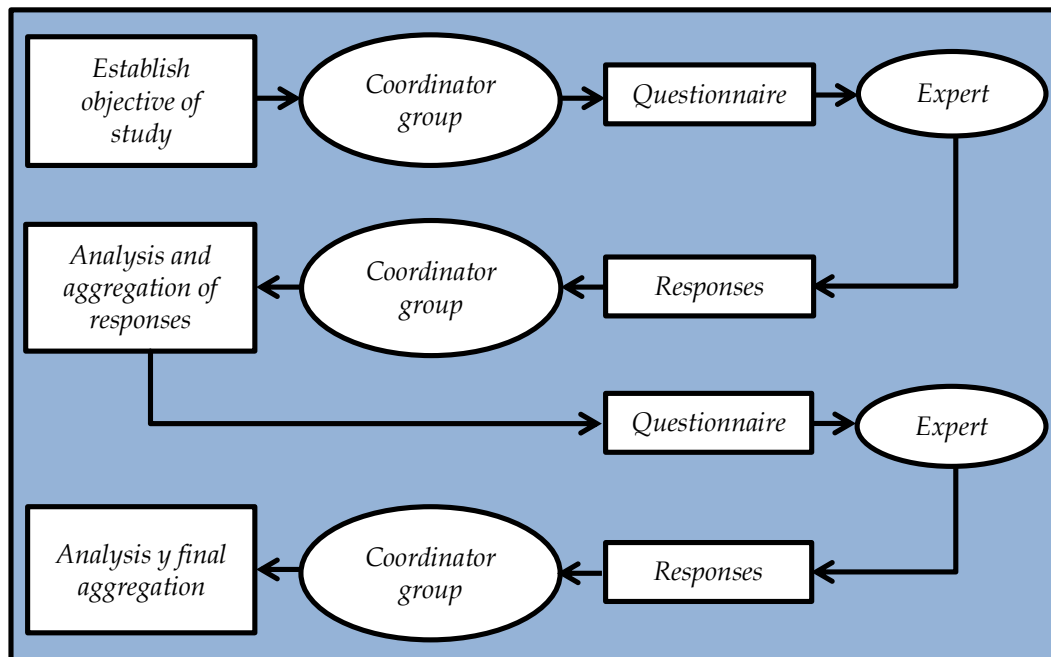 Establish
objective of
study
Coordinator
group
Questionnaire
Expert
Analysis and
aggregation of
responses
Coordinator
group
Responses
Questionnaire
Expert
Analysis y final
aggregation
Coordinator
group
Responses